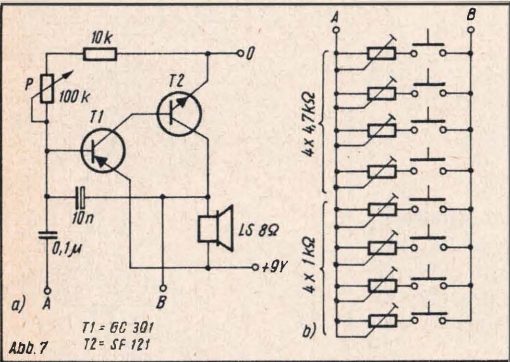 10k
0
P
100 k
T2
T1
10n
0,1µ
LS 8Ω
+9V
a)
A
B
T1 = GC 301
T2 = SF 121
Abb.7
A
B
4 x 4,7kΩ
4 x 1kΩ
b)